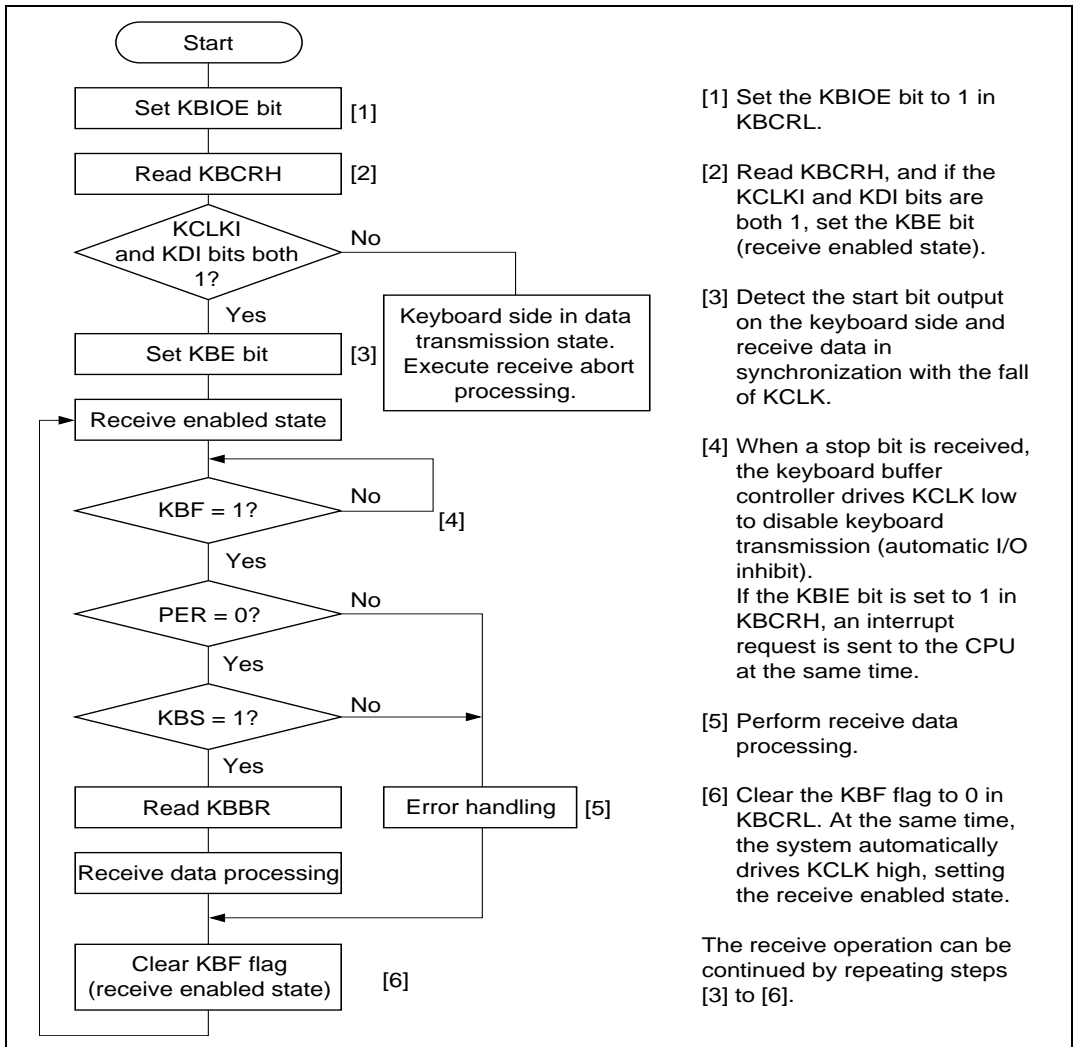 Start
Set KBIOE bit
[1]
Read KBCRH
[2]
KCLKI
and KDI bits both
1?
No
Yes
Keyboard side in data
transmission state.
Execute receive abort
processing.
Set KBE bit
[3]
Receive enabled state
KBF = 1?
No
[4]
Yes
PER = 0?
No
Yes
KBS = 1?
No
Yes
Read KBBR
Error handling
[5]
Receive data processing
Clear KBF flag
(receive enabled state)
[6]
[1] Set the KBIOE bit to 1 in
KBCRL.
[2] Read KBCRH, and if the
KCLKI and KDI bits are
both 1, set the KBE bit
(receive enabled state).
[3] Detect the start bit output
on the keyboard side and
receive data in
synchronization with the fall
of KCLK.
[4] When a stop bit is received,
the keyboard buffer
controller drives KCLK low
to disable keyboard
transmission (automatic I/O
inhibit).
If the KBIE bit is set to 1 in
KBCRH, an interrupt
request is sent to the CPU
at the same time.
[5] Perform receive data
processing.
[6] Clear the KBF flag to 0 in
KBCRL. At the same time,
the system automatically
drives KCLK high, setting
the receive enabled state.
The receive operation can be
continued by repeating steps
[3] to [6].